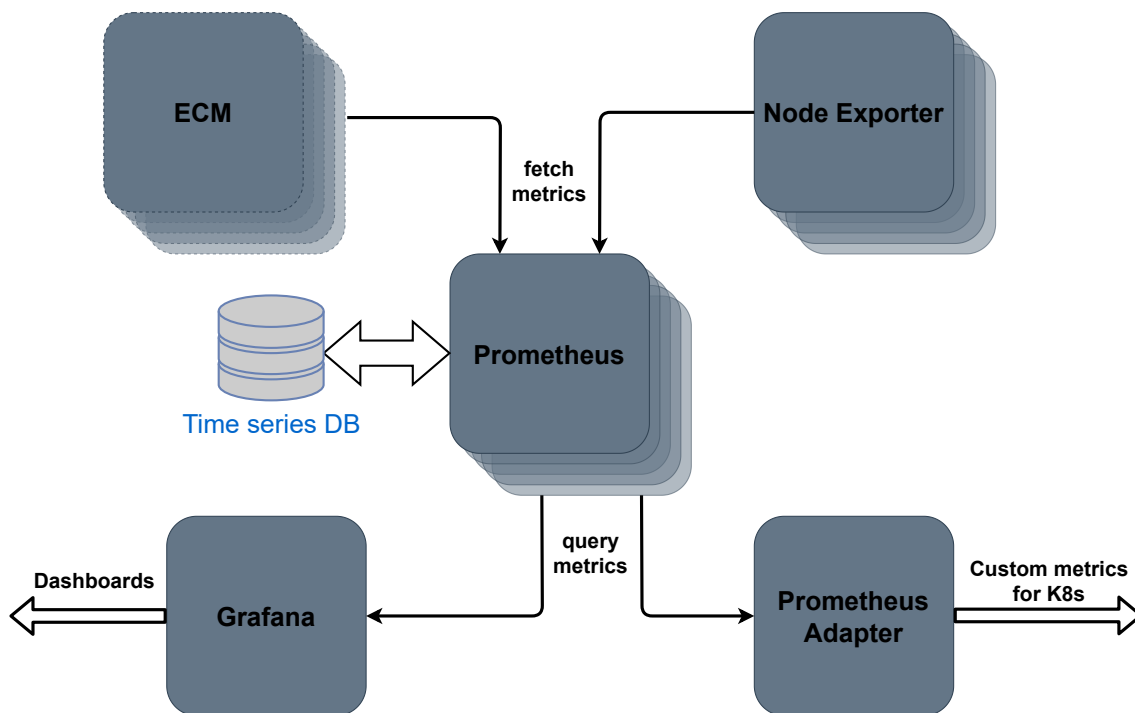 ECM
Node Exporter
fetch
metrics
Prometheus
Time series DB
query
metrics
Dashboards
Grafana
Prometheus
Adapter
Custom metrics
for K8s